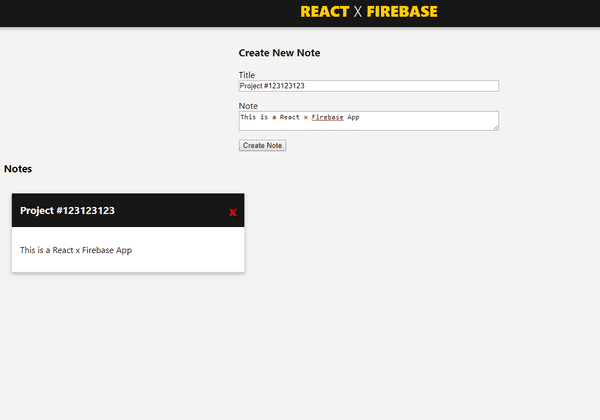 REACT X FIREBASE
Create New Note
Title
Project #123123123
Note
This is a React x Firebase App
Create Note
Notes
Project #123123123 X
This is a React x Firebase App